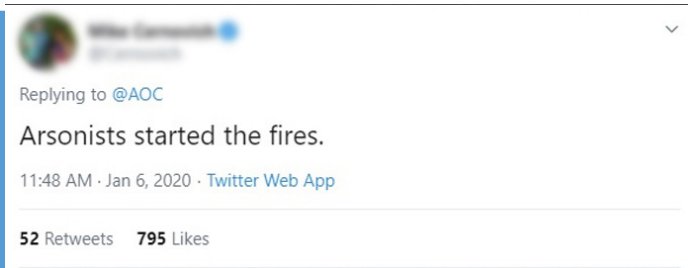 Replying to @AOC
Arsonists started the fires.
11:48 AM · Jan 6, 2020 · Twitter Web App
52 Retweets 795 Likes